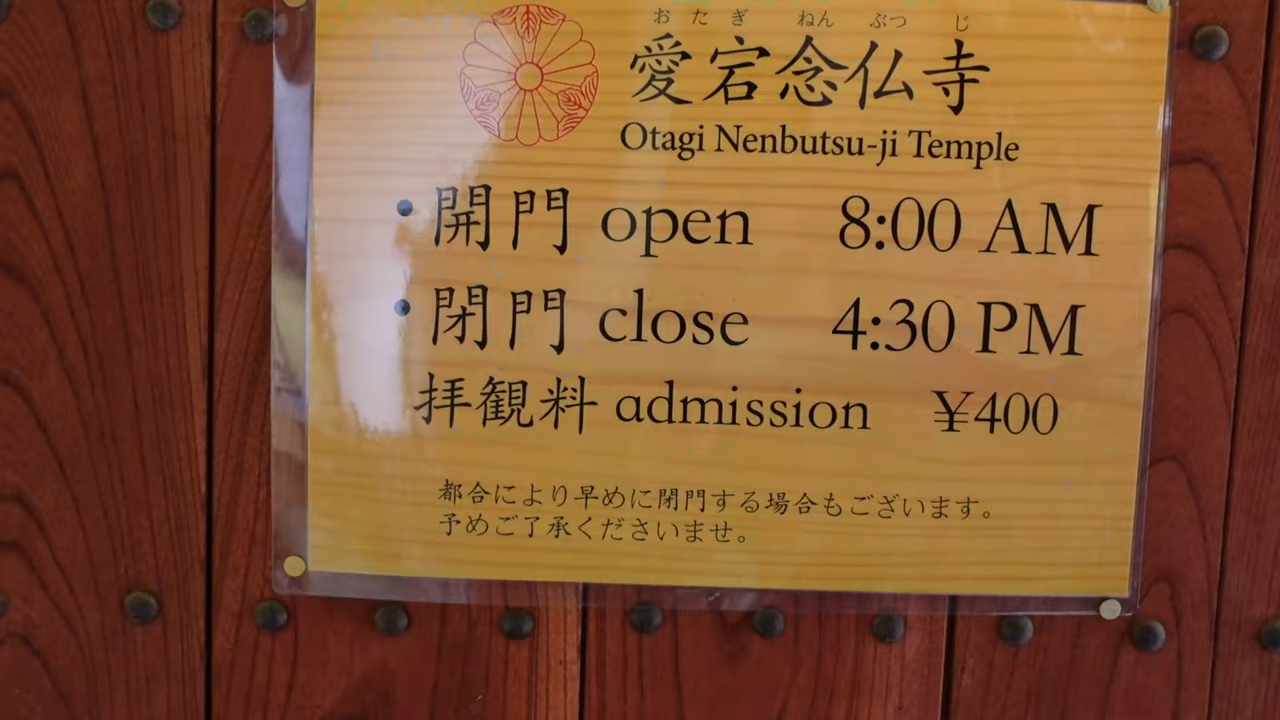 おたぎ ねん ぶつ じ
愛宕念仏寺
Otagi Nenbutsu-ji Temple
・開門 open 8:00 AM
・閉門 close 4:30 PM
拝観料 admission ¥400
都合により早めに閉門する場合もございます。
予めご了承くださいませ。